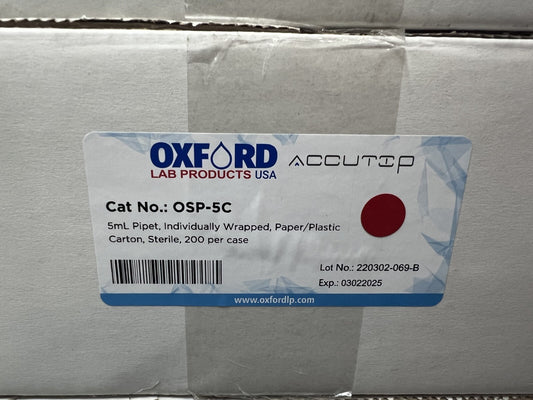 OXFORD ACCUTIP
LAB PRODUCTS USA
Cat No.: OSP-5C
5mL Pipet, Individually Wrapped, Paper/Plastic
Carton, Sterile, 200 per case
Lot No.: 220302-069-B
Exp.: 03022025
www.oxfordlp.com